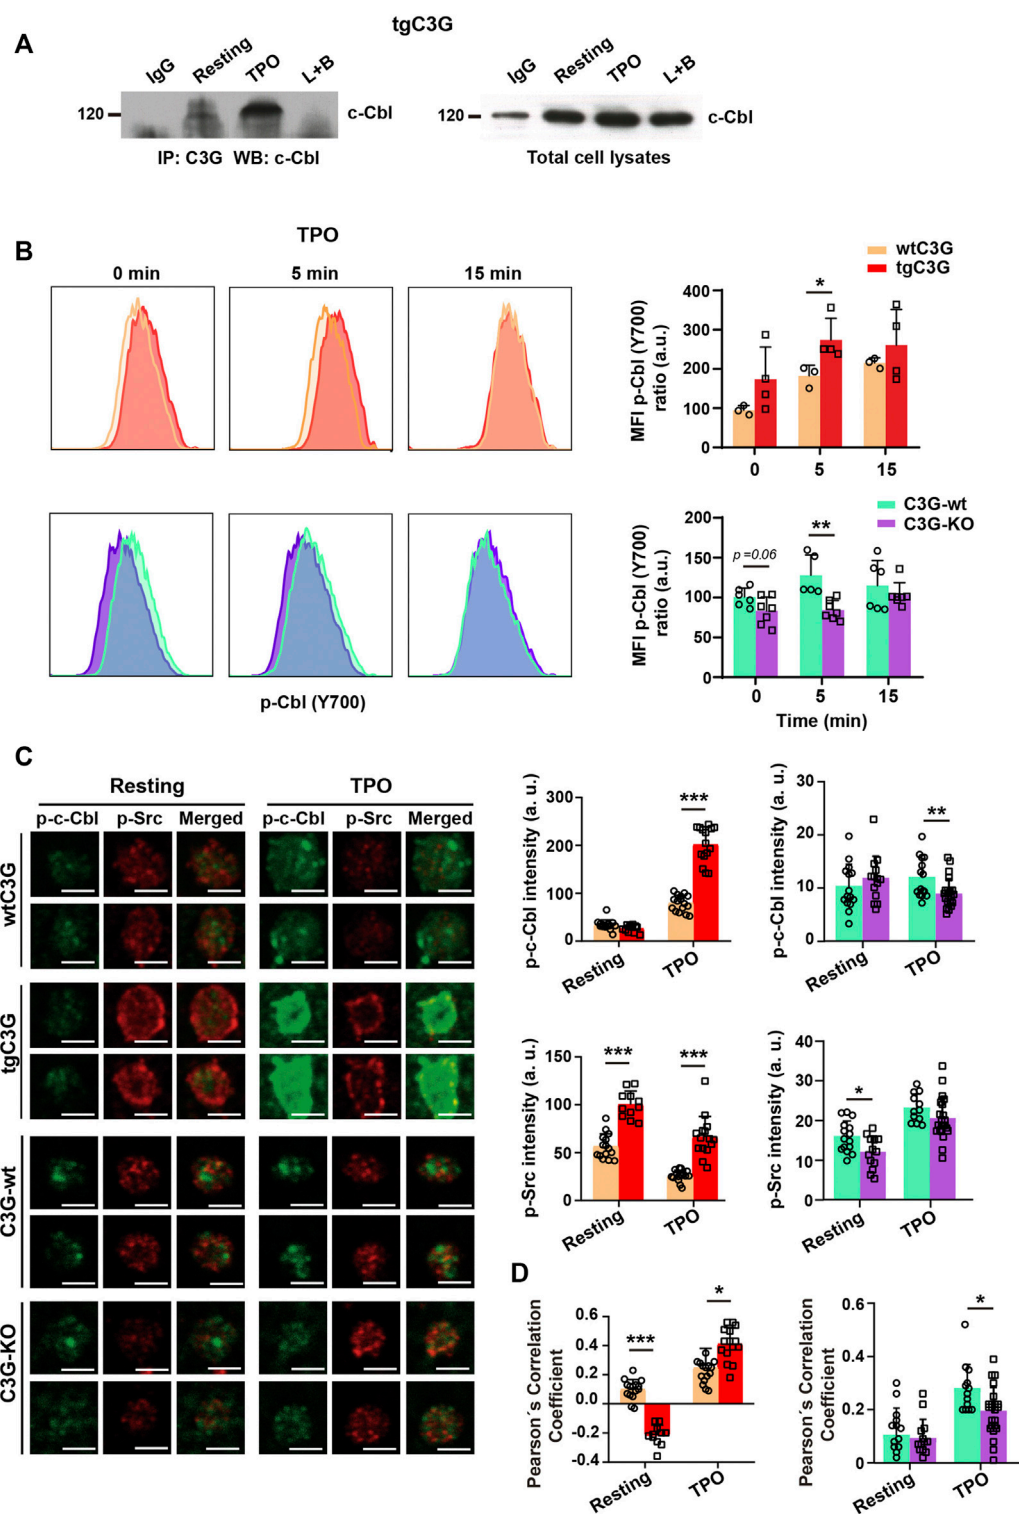 tgC3G
A
IgG
Resting
TPO
L+B
120
c-Cbl
IP: C3G WB: c-Cbl
IgG
Resting
TPO
L+B
120
c-Cbl
Total cell lysates
B
TPO
0 min
5 min
15 min
p-Cbl (Y700)
wtC3G
tgC3G
MFI p-Cbl (Y700)
ratio (a.u.)
400
300
200
100
0
*
0
5
15
C3G-wt
C3G-KO
MFI p-Cbl (Y700)
ratio (a.u.)
200
150
100
50
0
p =0.06
**
0
5
15
Time (min)
C
Resting
TPO
p-c-Cbl
p-Src
Merged
p-c-Cbl
p-Src
Merged
wtC3G
tgC3G
C3G-wt
C3G-KO
p-c-Cbl intensity (a. u.)
300
200
100
0
***
Resting
TPO
p-c-Cbl intensity (a. u.)
30
20
10
0
**
Resting
TPO
p-Src intensity (a. u.)
150
100
50
0
***
***
Resting
TPO
p-Src intensity (a. u.)
40
30
20
10
0
*
Resting
TPO
D
Pearson´s Correlation
Coefficient
0.6
0.4
0.2
0.0
-0.2
-0.4
***
*
Resting
TPO
Pearson´s Correlation
Coefficient
0.6
0.4
0.2
0
*
Resting
TPO